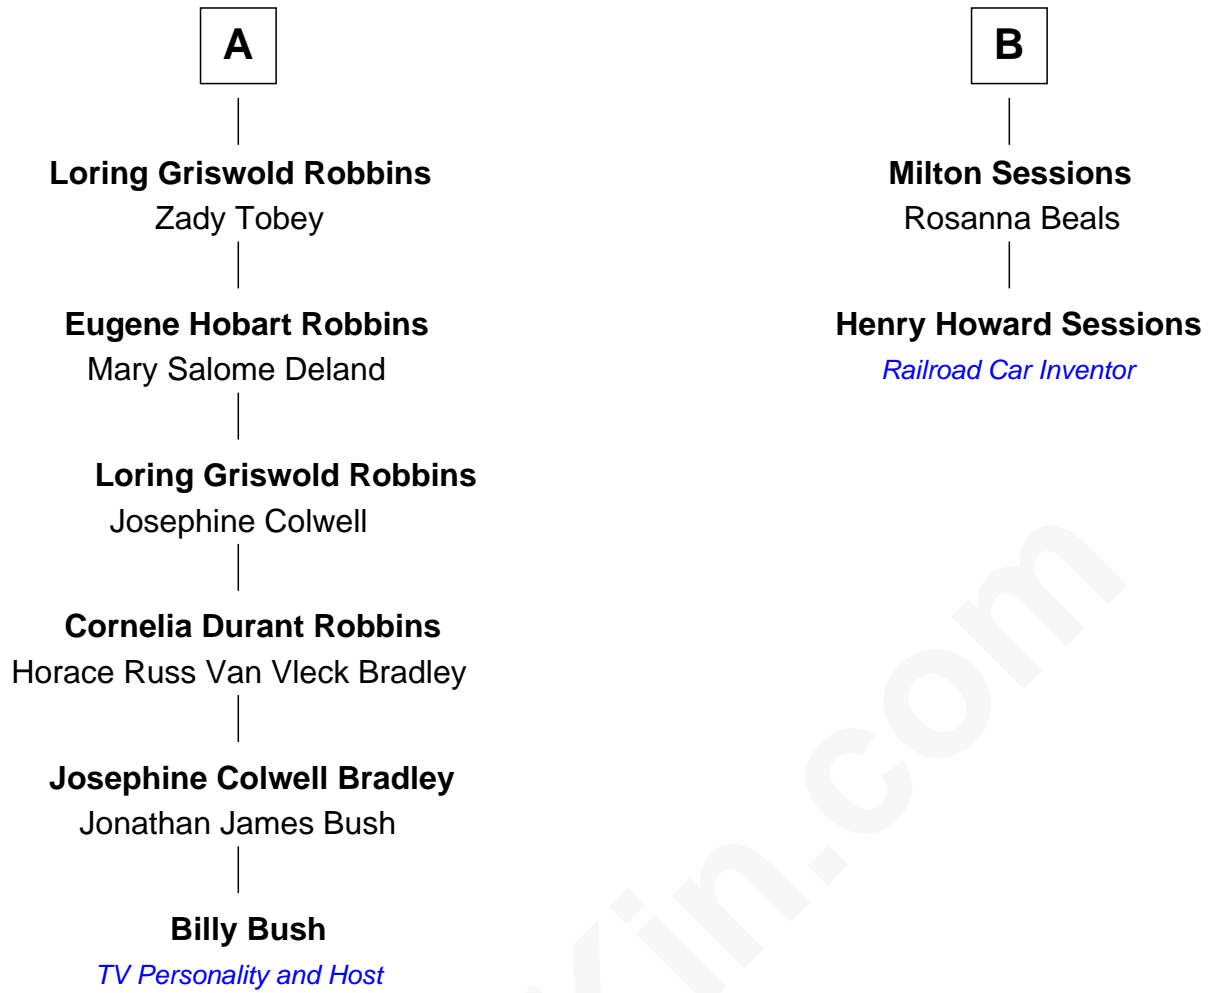 A
Loring Griswold Robbins
Zady Tobey
Eugene Hobart Robbins
Mary Salome Deland
Loring Griswold Robbins
Josephine Colwell
Cornelia Durant Robbins
Horace Russ Van Vleck Bradley
Josephine Colwell Bradley
Jonathan James Bush
Billy Bush
TV Personality and Host
B
Milton Sessions
Rosanna Beals
Henry Howard Sessions
Railroad Car Inventor
Kin.com